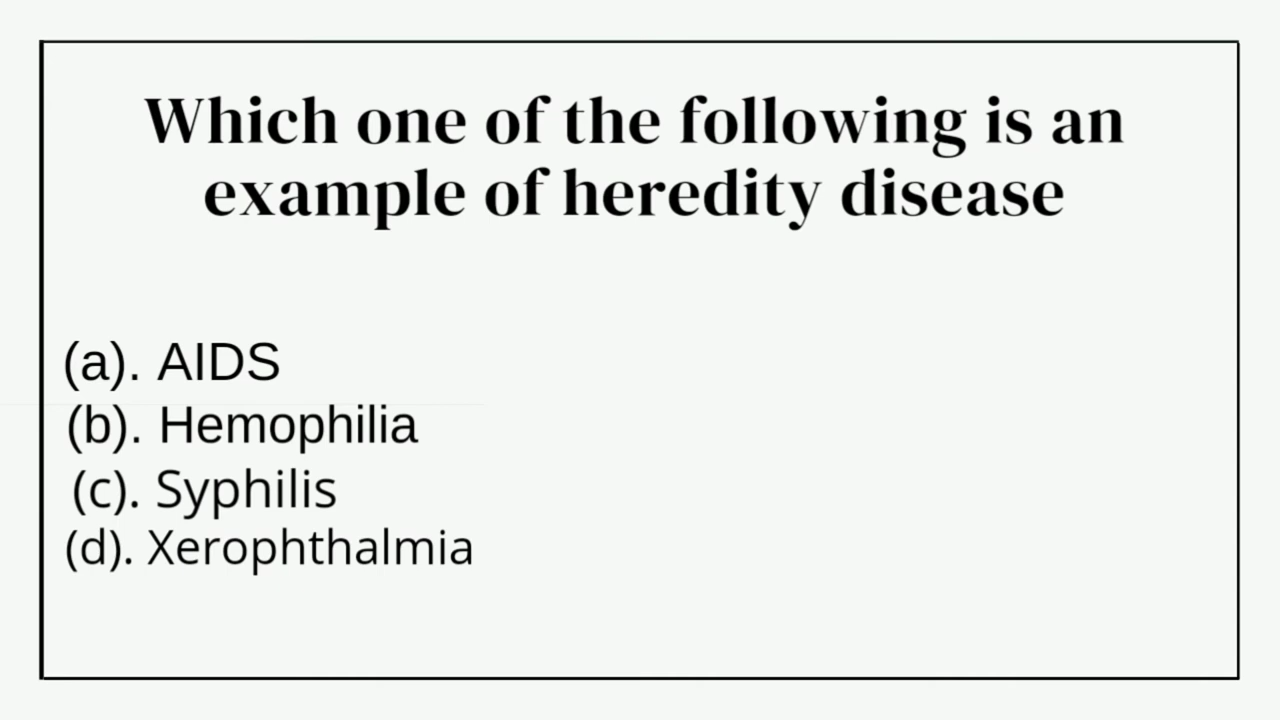 Which one of the following is an
example of heredity disease
(a). AIDS
(b). Hemophilia
(c). Syphilis
(d). Xerophthalmia